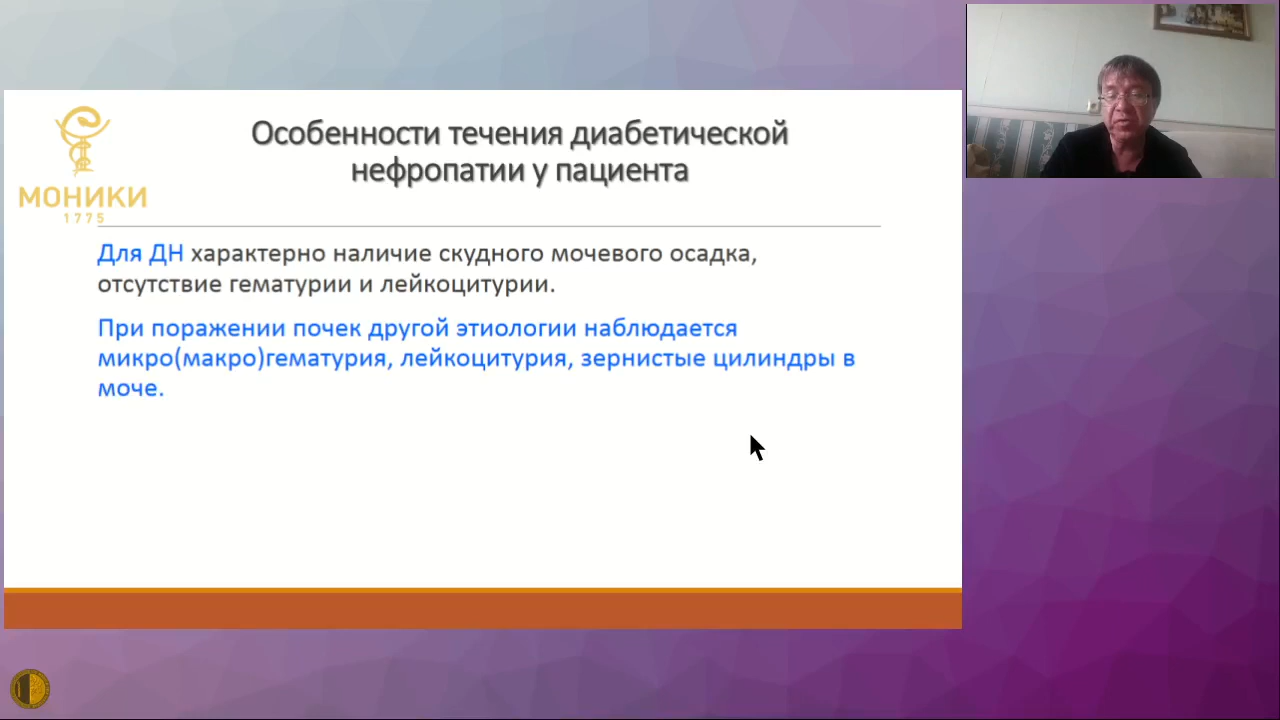 МОНИКИ
1775
Особенности течения диабетической
нефропатии у пациента
Для ДН характерно наличие скудного мочевого осадка,
отсутствие гематурии и лейкоцитурии.
При поражении почек другой этиологии наблюдается
микро(макро)гематурия, лейкоцитурия, зернистые цилиндры в
моче.